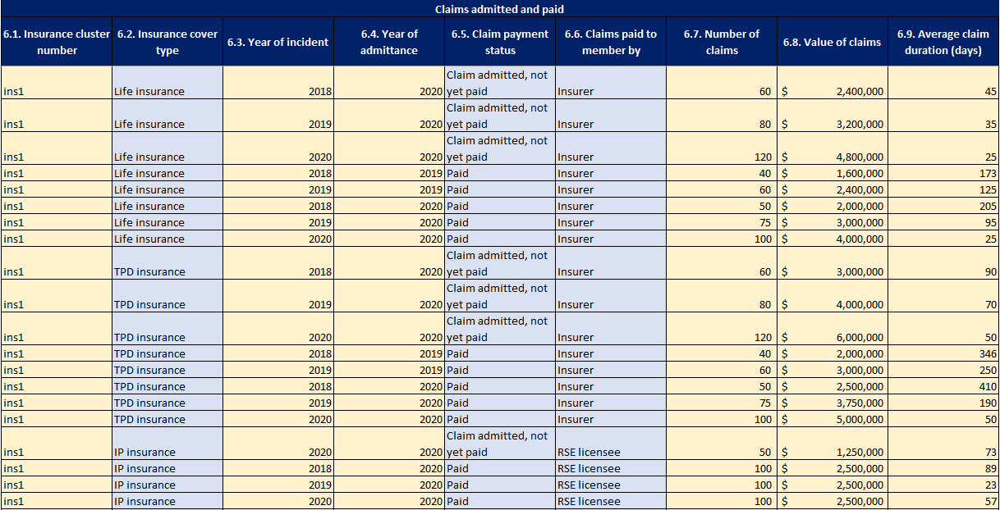 Claims admitted and paid
6.1. Insurance cluster number 6.2. Insurance cover type 6.3. Year of incident 6.4. Year of admittance 6.5. Claim payment status 6.6. Claims paid to member by 6.7. Number of claims 6.8. Value of claims 6.9. Average claim duration (days)
ins1 Life insurance 2018 2020 Claim admitted, not yet paid Insurer 60 $ 2,400,000 45
ins1 Life insurance 2019 2020 Claim admitted, not yet paid Insurer 80 $ 3,200,000 35
ins1 Life insurance 2020 2020 Claim admitted, not yet paid Insurer 120 $ 4,800,000 25
ins1 Life insurance 2018 2019 Paid Insurer 40 $ 1,600,000 173
ins1 Life insurance 2019 2019 Paid Insurer 60 $ 2,400,000 125
ins1 Life insurance 2018 2020 Paid Insurer 50 $ 2,000,000 205
ins1 Life insurance 2019 2020 Paid Insurer 75 $ 3,000,000 95
ins1 Life insurance 2020 2020 Paid Insurer 100 $ 4,000,000 25
ins1 TPD insurance 2018 2020 Claim admitted, not yet paid Insurer 60 $ 3,000,000 90
ins1 TPD insurance 2019 2020 Claim admitted, not yet paid Insurer 80 $ 4,000,000 70
ins1 TPD insurance 2020 2020 Claim admitted, not yet paid Insurer 120 $ 6,000,000 50
ins1 TPD insurance 2018 2019 Paid Insurer 40 $ 2,000,000 346
ins1 TPD insurance 2019 2019 Paid Insurer 60 $ 3,000,000 250
ins1 TPD insurance 2018 2020 Paid Insurer 50 $ 2,500,000 410
ins1 TPD insurance 2019 2020 Paid Insurer 75 $ 3,750,000 190
ins1 TPD insurance 2020 2020 Paid Insurer 100 $ 5,000,000 50
ins1 IP insurance 2020 2020 Claim admitted, not yet paid RSE licensee 50 $ 1,250,000 73
ins1 IP insurance 2018 2020 Paid RSE licensee 100 $ 2,500,000 89
ins1 IP insurance 2019 2020 Paid RSE licensee 100 $ 2,500,000 23
ins1 IP insurance 2020 2020 Paid RSE licensee 100 $ 2,500,000 57